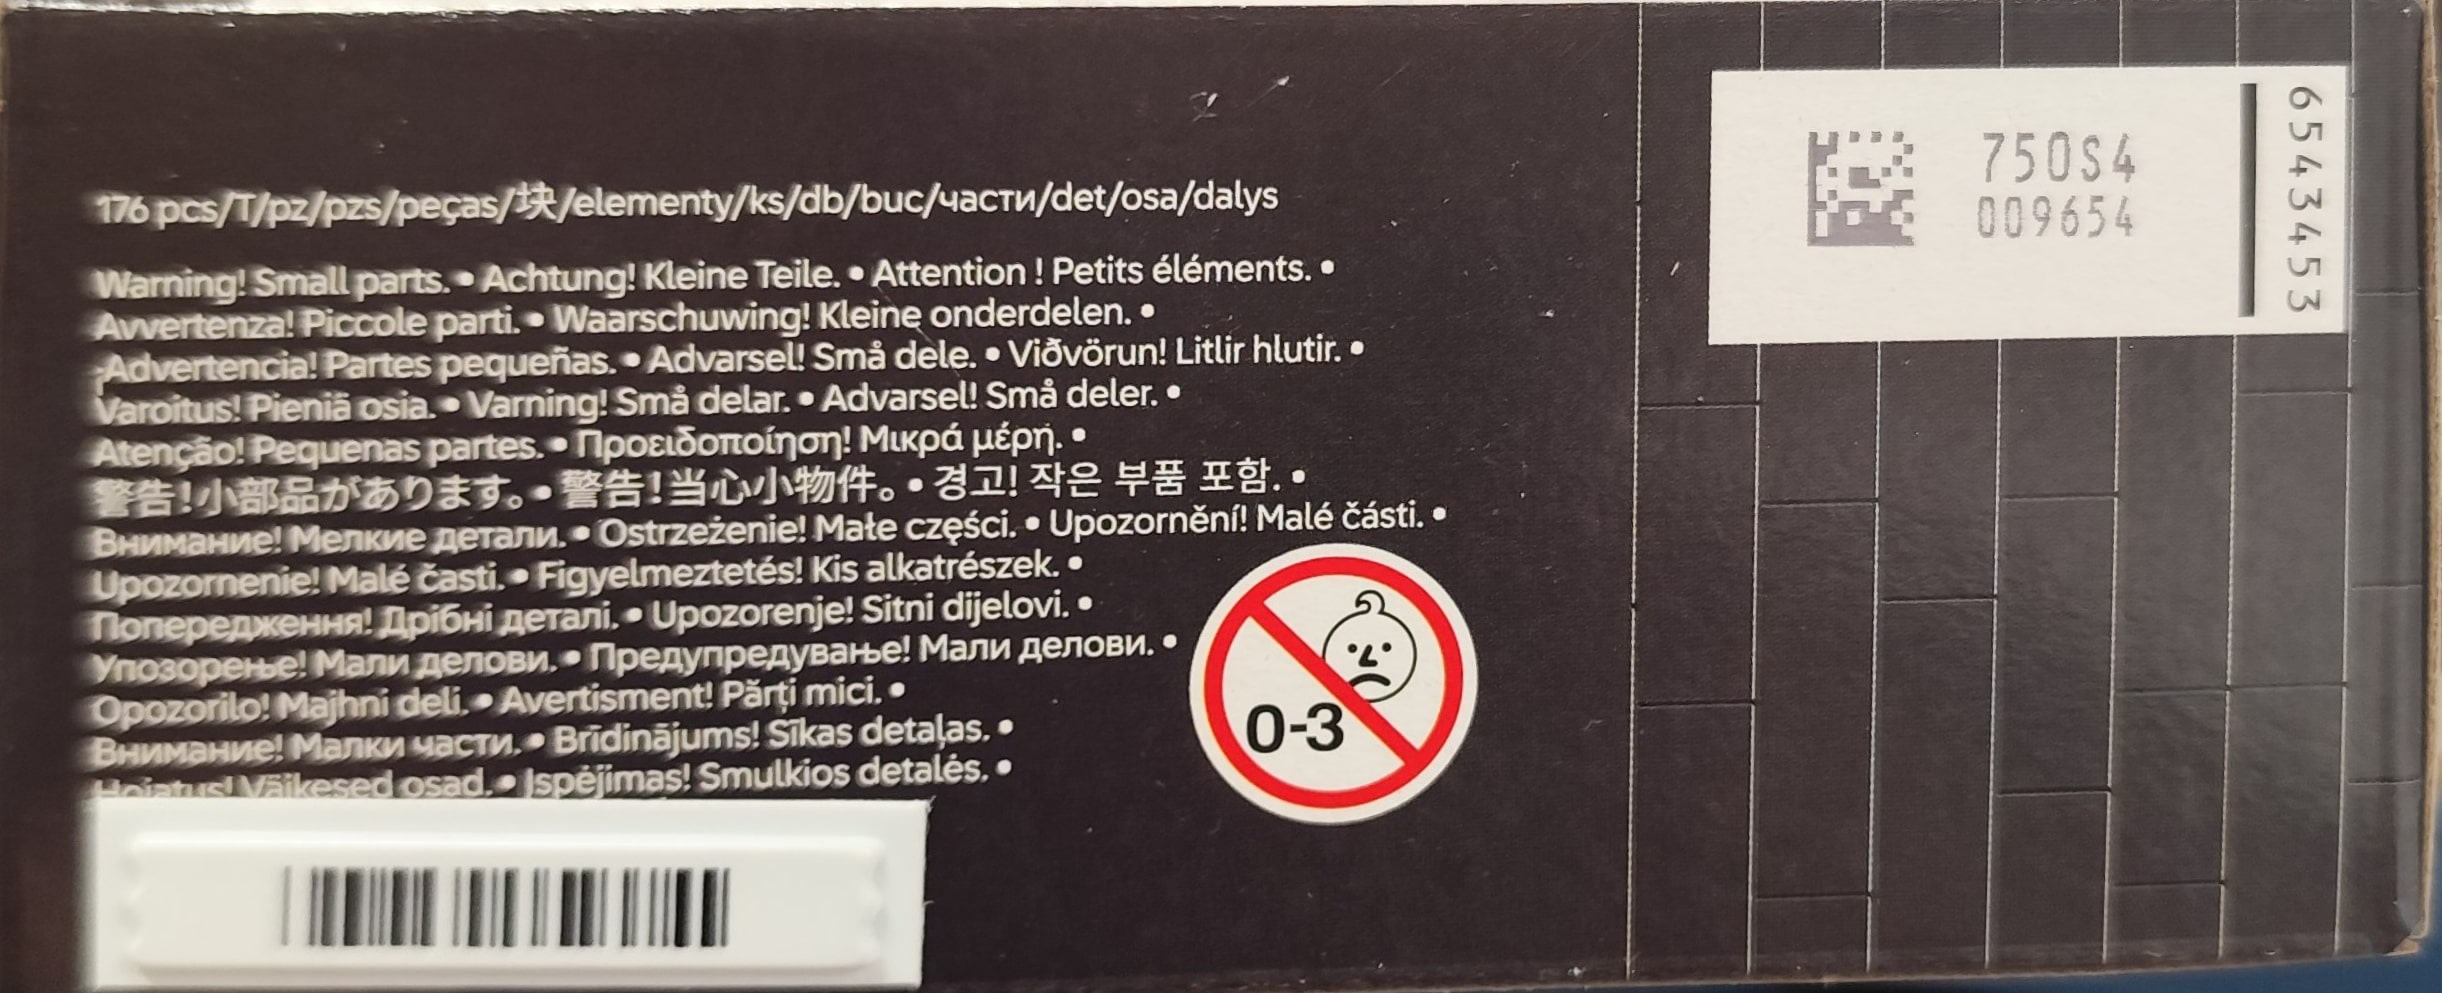 176 pcs/T/pz/pzs/peças/块/elementy/ks/db/buc/части/det/osa/dalys
Warning! Small parts. • Achtung! Kleine Teile. • Attention ! Petits éléments. •
Avvertenza! Piccole parti. • Waarschuwing! Kleine onderdelen. •
¡Advertencia! Partes pequeñas. • Advarsel! Små dele. • Viðvörun! Litlir hlutir. •
Varoitus! Pieniä osia. • Varning! Små delar. • Advarsel! Små deler. •
Atenção! Pequenas partes. • Προειδοποίηση! Μικρά μέρη. •
警告!小部品があります。• 警告!当心小物件。• 경고! 작은 부품 포함. •
Внимание! Мелкие детали. • Ostrzeżenie! Małe części. • Upozornění! Malé části. •
Upozornenie! Malé časti. • Figyelmeztetés! Kis alkatrészek. •
Попередження! Дрібні деталі. • Upozorenje! Sitni dijelovi. •
Упозорење! Мали делови. • Предупредување! Мали делови. •
Opozorilo! Majhni deli. • Avertisment! Părți mici. •
Внимание! Малки части. • Brīdinājums! Sīkas detaļas. •
Hoiatus! Väikesed osad. • Įspėjimas! Smulkios detalės. •
0-3
750S4
009654
6543453